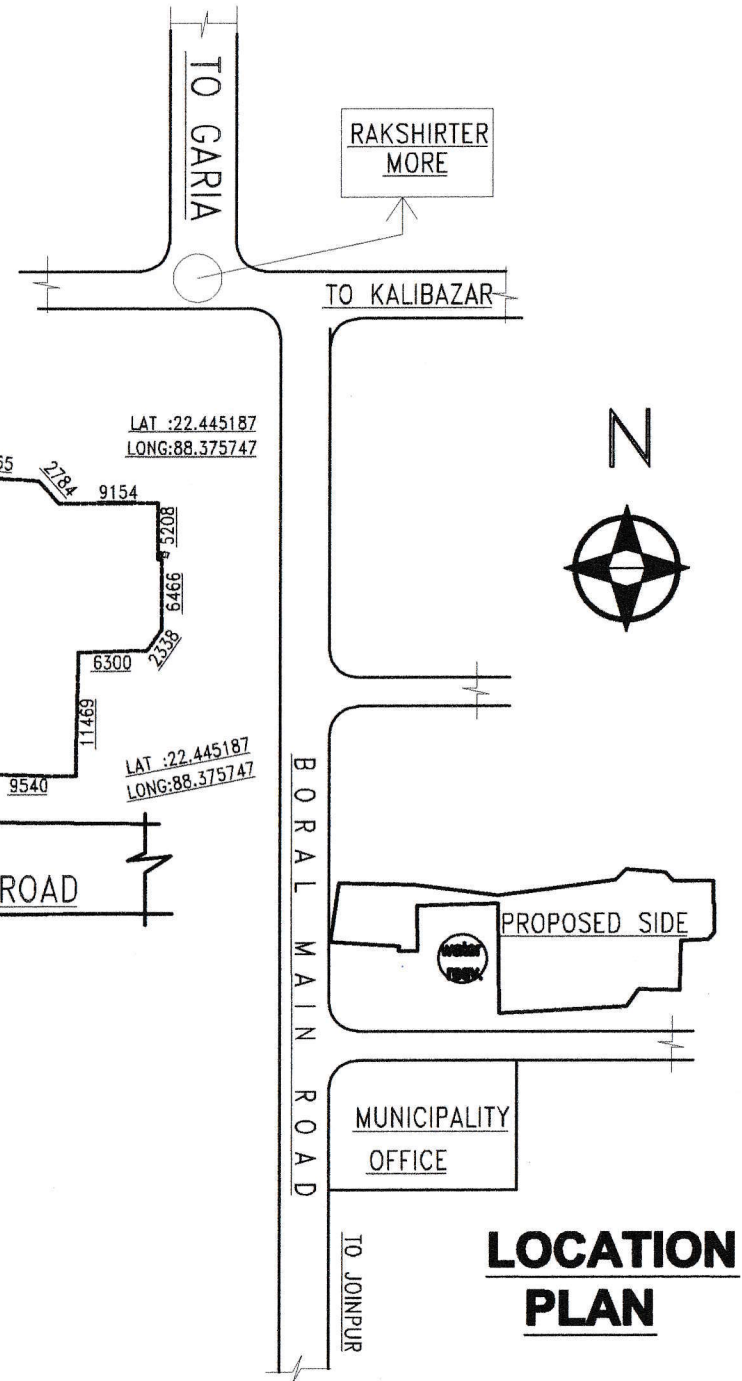 TO GARIA
RAKSHIRTER
MORE
TO KALIBAZAR
LAT :22.445187
LONG:88.375747
N
2784
9154
5208
6466
2338
6300
11469
LAT :22.445187
LONG:88.375747
9540
ROAD
BORAL MAIN ROAD
PROPOSED SIDE
water
MUNICIPALITY
OFFICE
TO JOINPUR
LOCATION
PLAN